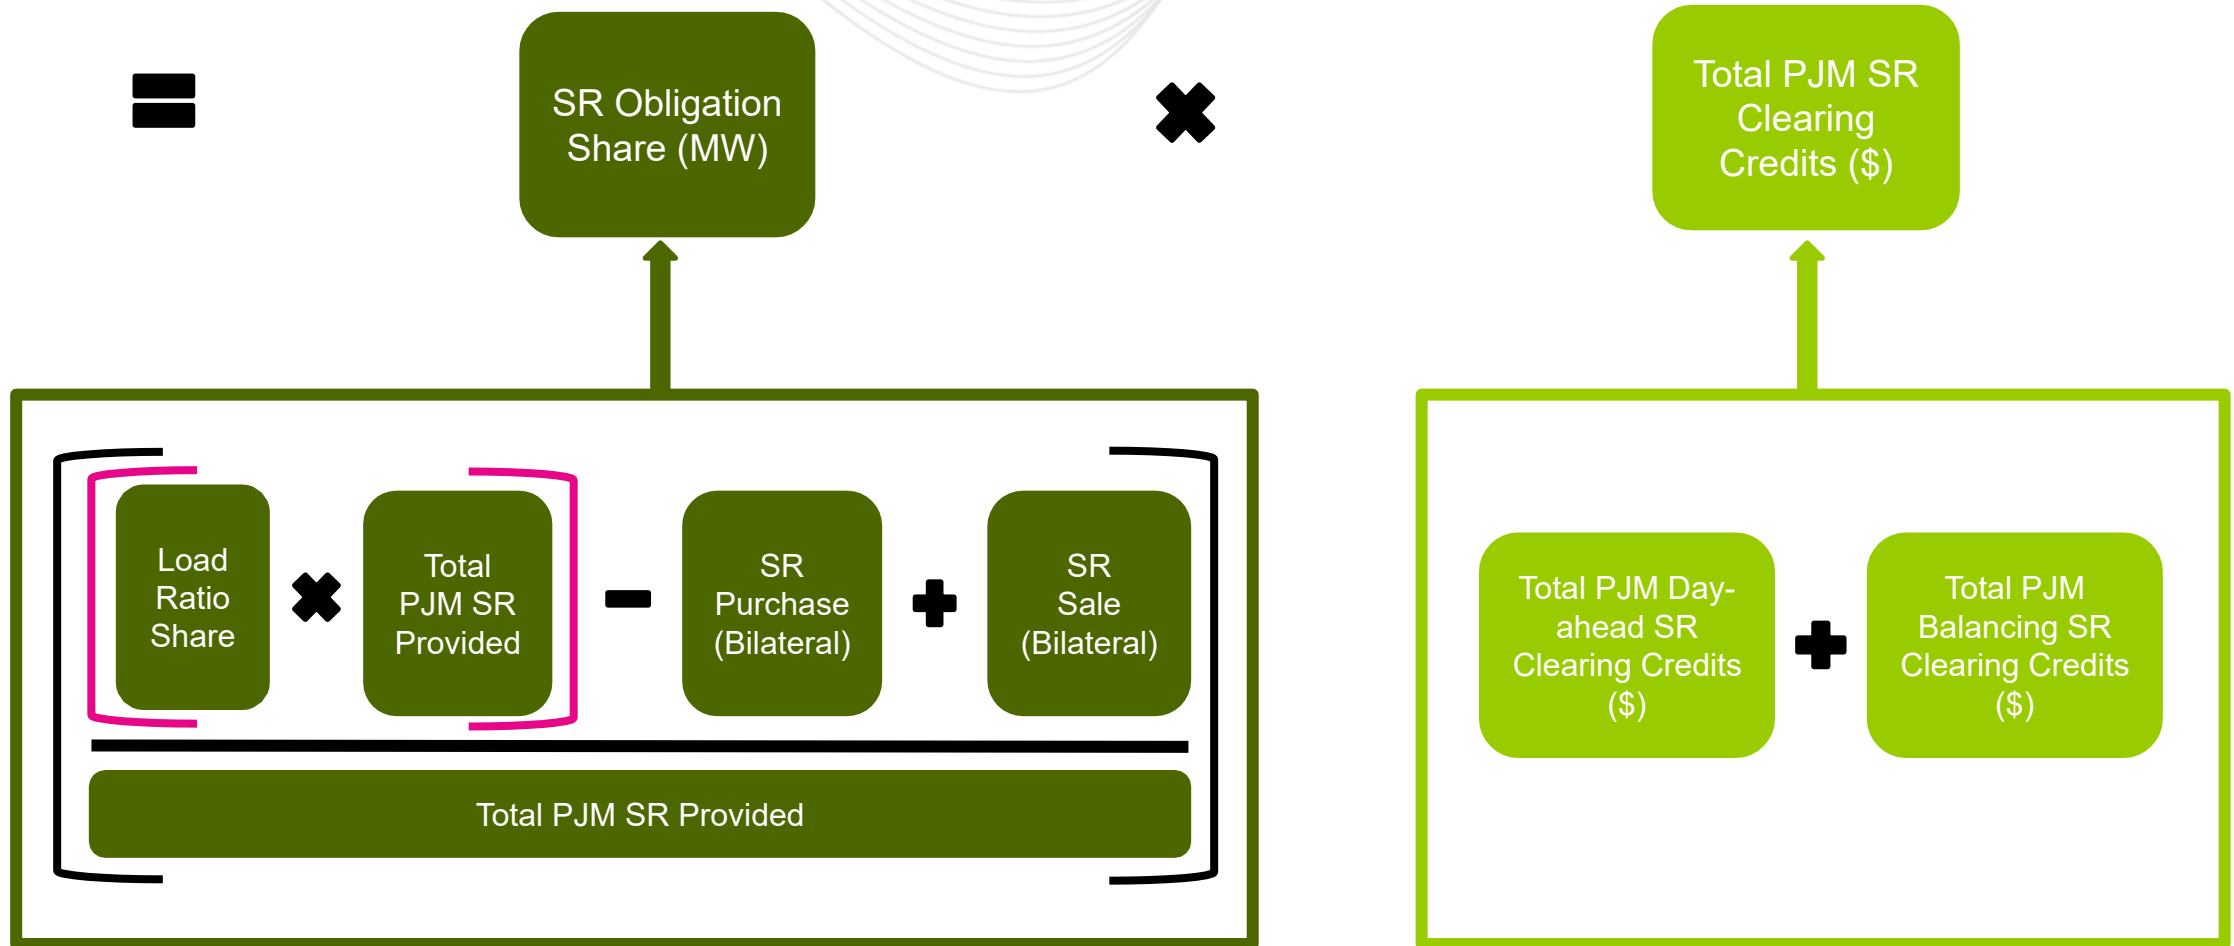 SR Obligation
Share (MW)
Total PJM SR
Clearing
Credits ($)
Load
Ratio
Share
Total
PJM SR
Provided
SR
Purchase
(Bilateral)
SR
Sale
(Bilateral)
Total PJM SR Provided
Total PJM Day-
ahead SR
Clearing Credits
($)
Total PJM
Balancing SR
Clearing Credits
($)